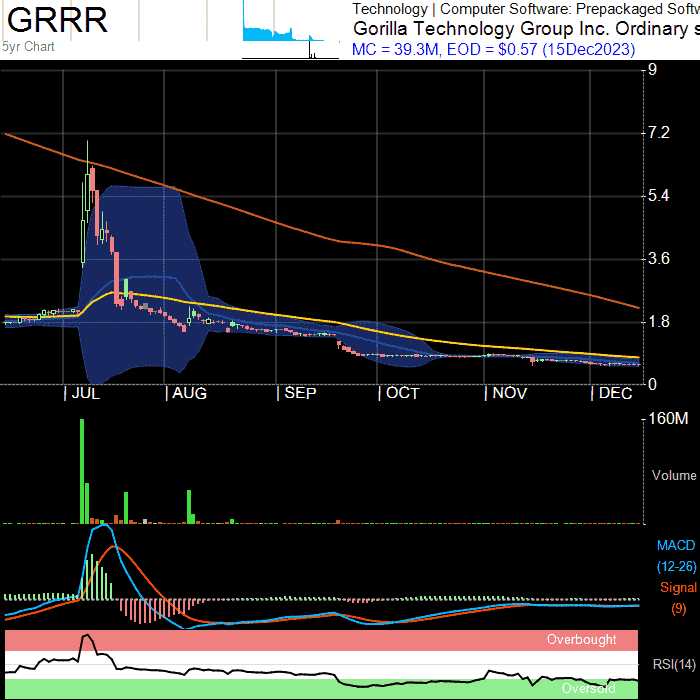 GRRR
5yr Chart
Technology | Computer Software: Prepackaged Softw
Gorilla Technology Group Inc. Ordinary s
MC = 39.3M, EOD = $0.57 (15Dec2023)
9
7.2
5.4
3.6
1.8
0
JUL AUG SEP OCT NOV DEC
160M
Volume
MACD
(12-26)
Signal
(9)
Overbought
RSI(14)
Oversold